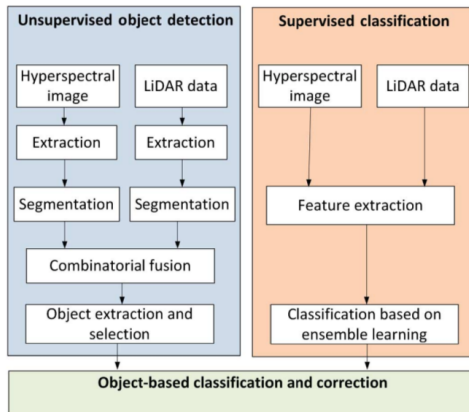 Unsupervised object detection
Hyperspectral
image
LiDAR data
Extraction
Extraction
Segmentation
Segmentation
Combinatorial fusion
Object extraction and
selection
Supervised classification
Hyperspectral
image
LiDAR data
Feature extraction
Classification based on
ensemble learning
Object-based classification and correction